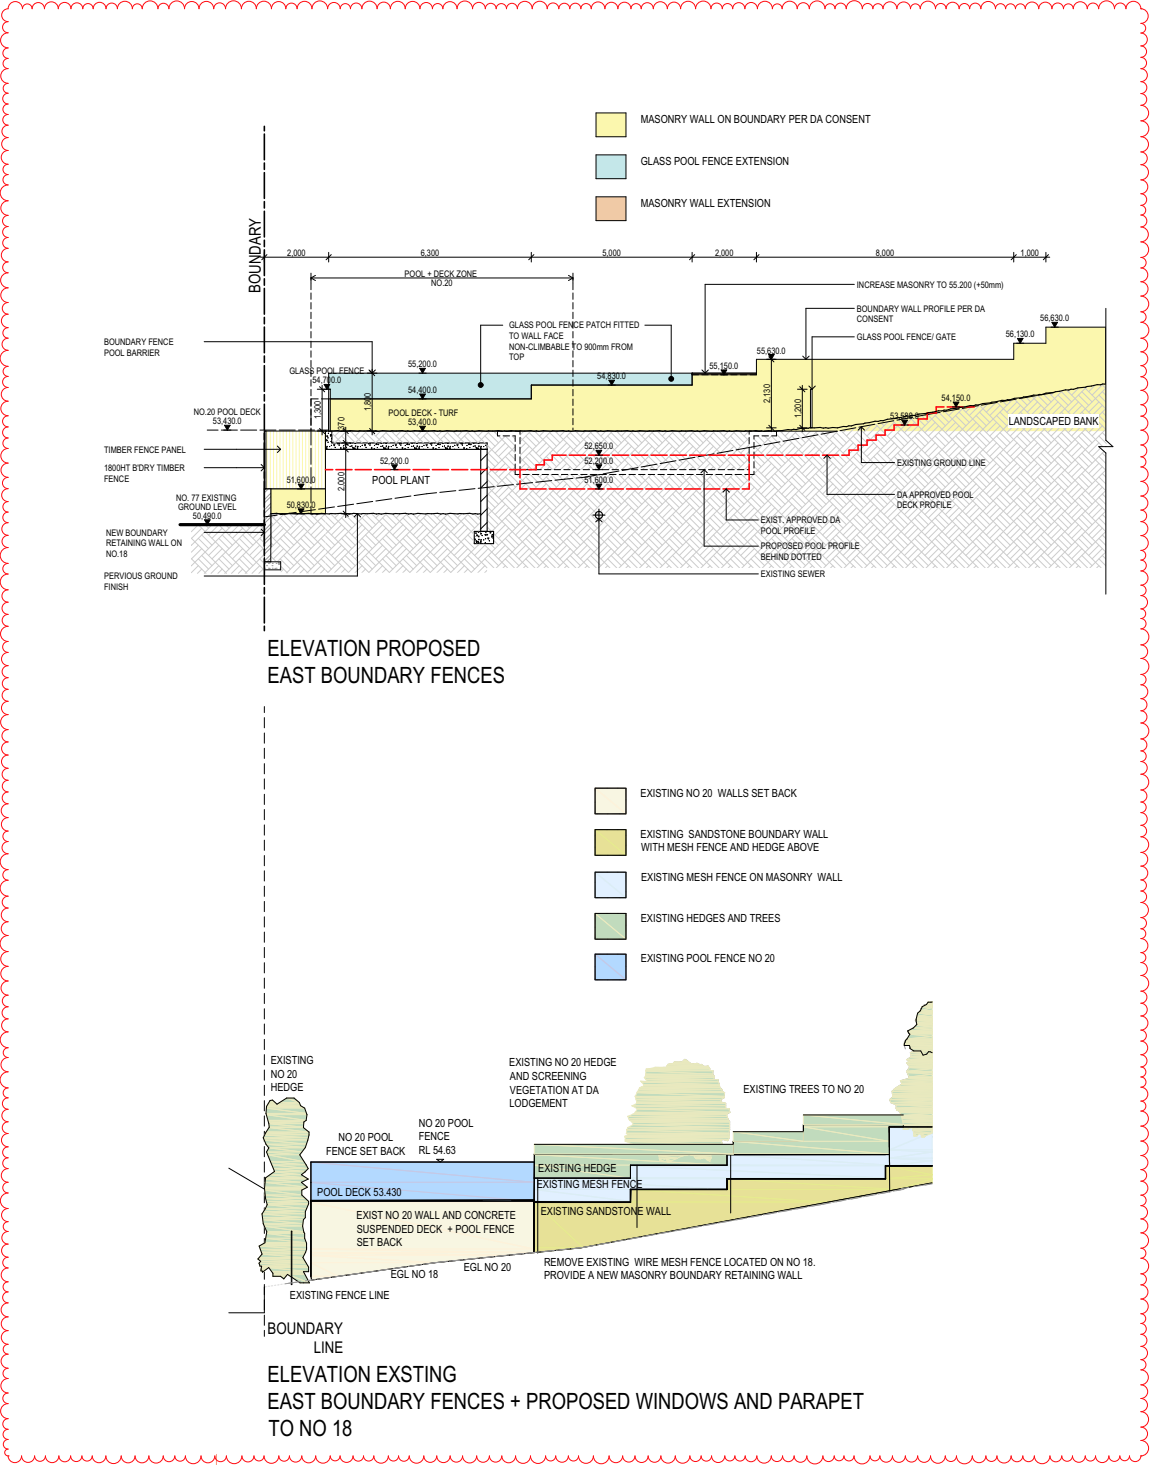 MASONRY WALL ON BOUNDARY PER DA CONSENT
GLASS POOL FENCE EXTENSION
MASONRY WALL EXTENSION
BOUNDARY
2,000
6,300
5,000
2,000
8,000
1,000
POOL + DECK ZONE
NO.20
INCREASE MASONRY TO 55.200 (+50mm)
BOUNDARY WALL PROFILE PER DA
CONSENT
GLASS POOL FENCE/ GATE
56,630.0
56,130.0
GLASS POOL FENCE PATCH FITTED
TO WALL FACE
NON-CLIMBABLE TO 900mm FROM
TOP
BOUNDARY FENCE
POOL BARRIER
GLASS POOL FENCE
54,700.0
55,200.0
54,400.0
54,830.0
55,150.0
55,630.0
1,300
1,800
370
2,130
1,200
54,150.0
53,580.0
NO.20 POOL DECK
53,430.0
POOL DECK - TURF
53,400.0
LANDSCAPED BANK
TIMBER FENCE PANEL
1800HT B'DRY TIMBER
FENCE
52,200.0
POOL PLANT
2,000
52,650.0
52,200.0
51,600.0
51,600.0
50,830.0
EXISTING GROUND LINE
DA APPROVED POOL
DECK PROFILE
NO. 77 EXISTING
GROUND LEVEL
50,490.0
EXIST. APPROVED DA
POOL PROFILE
NEW BOUNDARY
RETAINING WALL ON
NO.18
PROPOSED POOL PROFILE
BEHIND DOTTED
EXISTING SEWER
PERVIOUS GROUND
FINISH
ELEVATION PROPOSED
EAST BOUNDARY FENCES
EXISTING NO 20 WALLS SET BACK
EXISTING SANDSTONE BOUNDARY WALL
WITH MESH FENCE AND HEDGE ABOVE
EXISTING MESH FENCE ON MASONRY WALL
EXISTING HEDGES AND TREES
EXISTING POOL FENCE NO 20
EXISTING
NO 20
HEDGE
EXISTING NO 20 HEDGE
AND SCREENING
VEGETATION AT DA
LODGEMENT
EXISTING TREES TO NO 20
NO 20 POOL
FENCE SET BACK
NO 20 POOL
FENCE
RL 54.63
EXISTING HEDGE
EXISTING MESH FENCE
POOL DECK 53.430
EXISTING SANDSTONE WALL
EXIST NO 20 WALL AND CONCRETE
SUSPENDED DECK + POOL FENCE
SET BACK
EGL NO 18
EGL NO 20
REMOVE EXISTING WIRE MESH FENCE LOCATED ON NO 18.
PROVIDE A NEW MASONRY BOUNDARY RETAINING WALL
EXISTING FENCE LINE
BOUNDARY
LINE
ELEVATION EXSTING
EAST BOUNDARY FENCES + PROPOSED WINDOWS AND PARAPET
TO NO 18